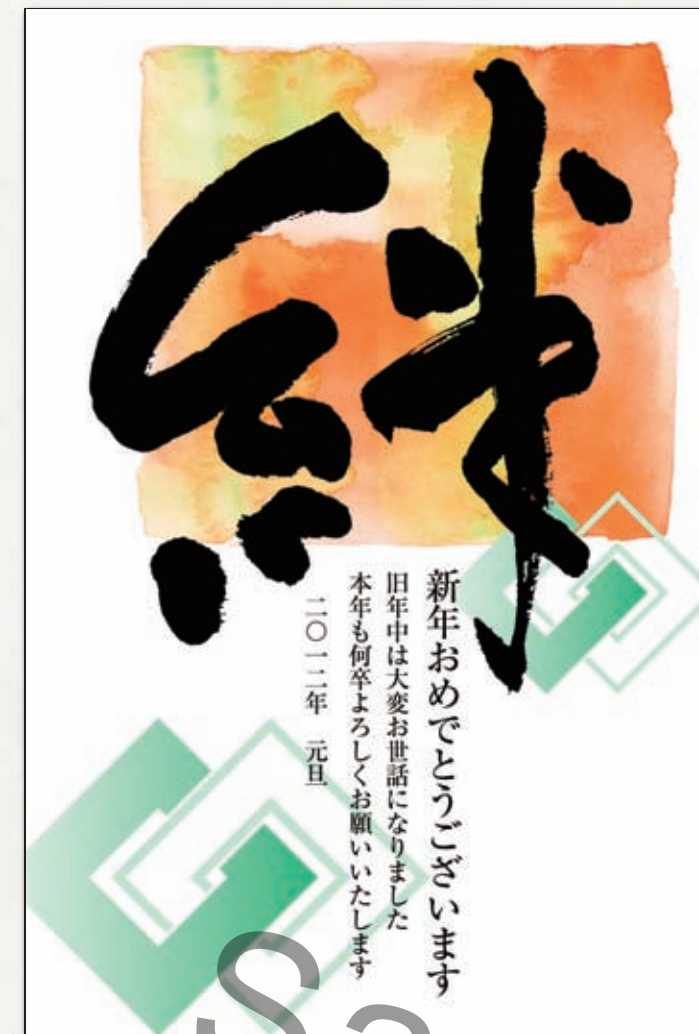 絆
新年おめでとうございます
旧年中は大変お世話になりました
本年も何卒よろしくお願いいたします
二〇一二年 元旦
Sa